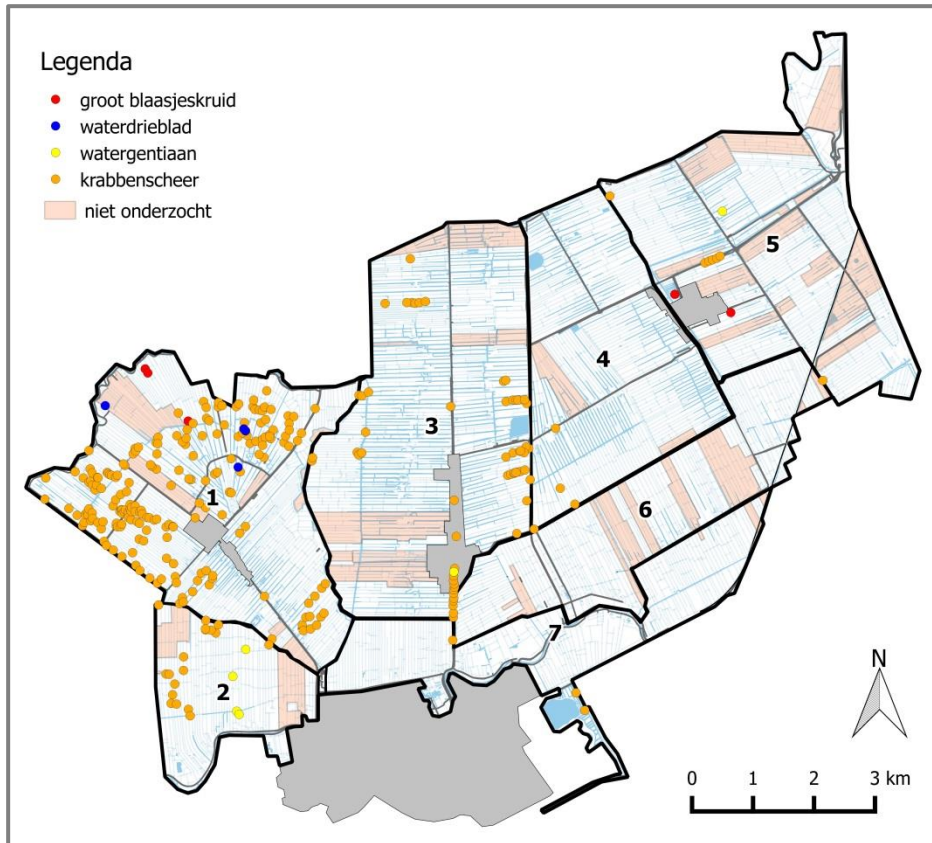 Legenda
groot blaasjeskruid
waterdrieblad
watergentiaan
krabbenscheer
niet onderzocht
5
4
3
1
6
7
2
N
0 1 2 3 km